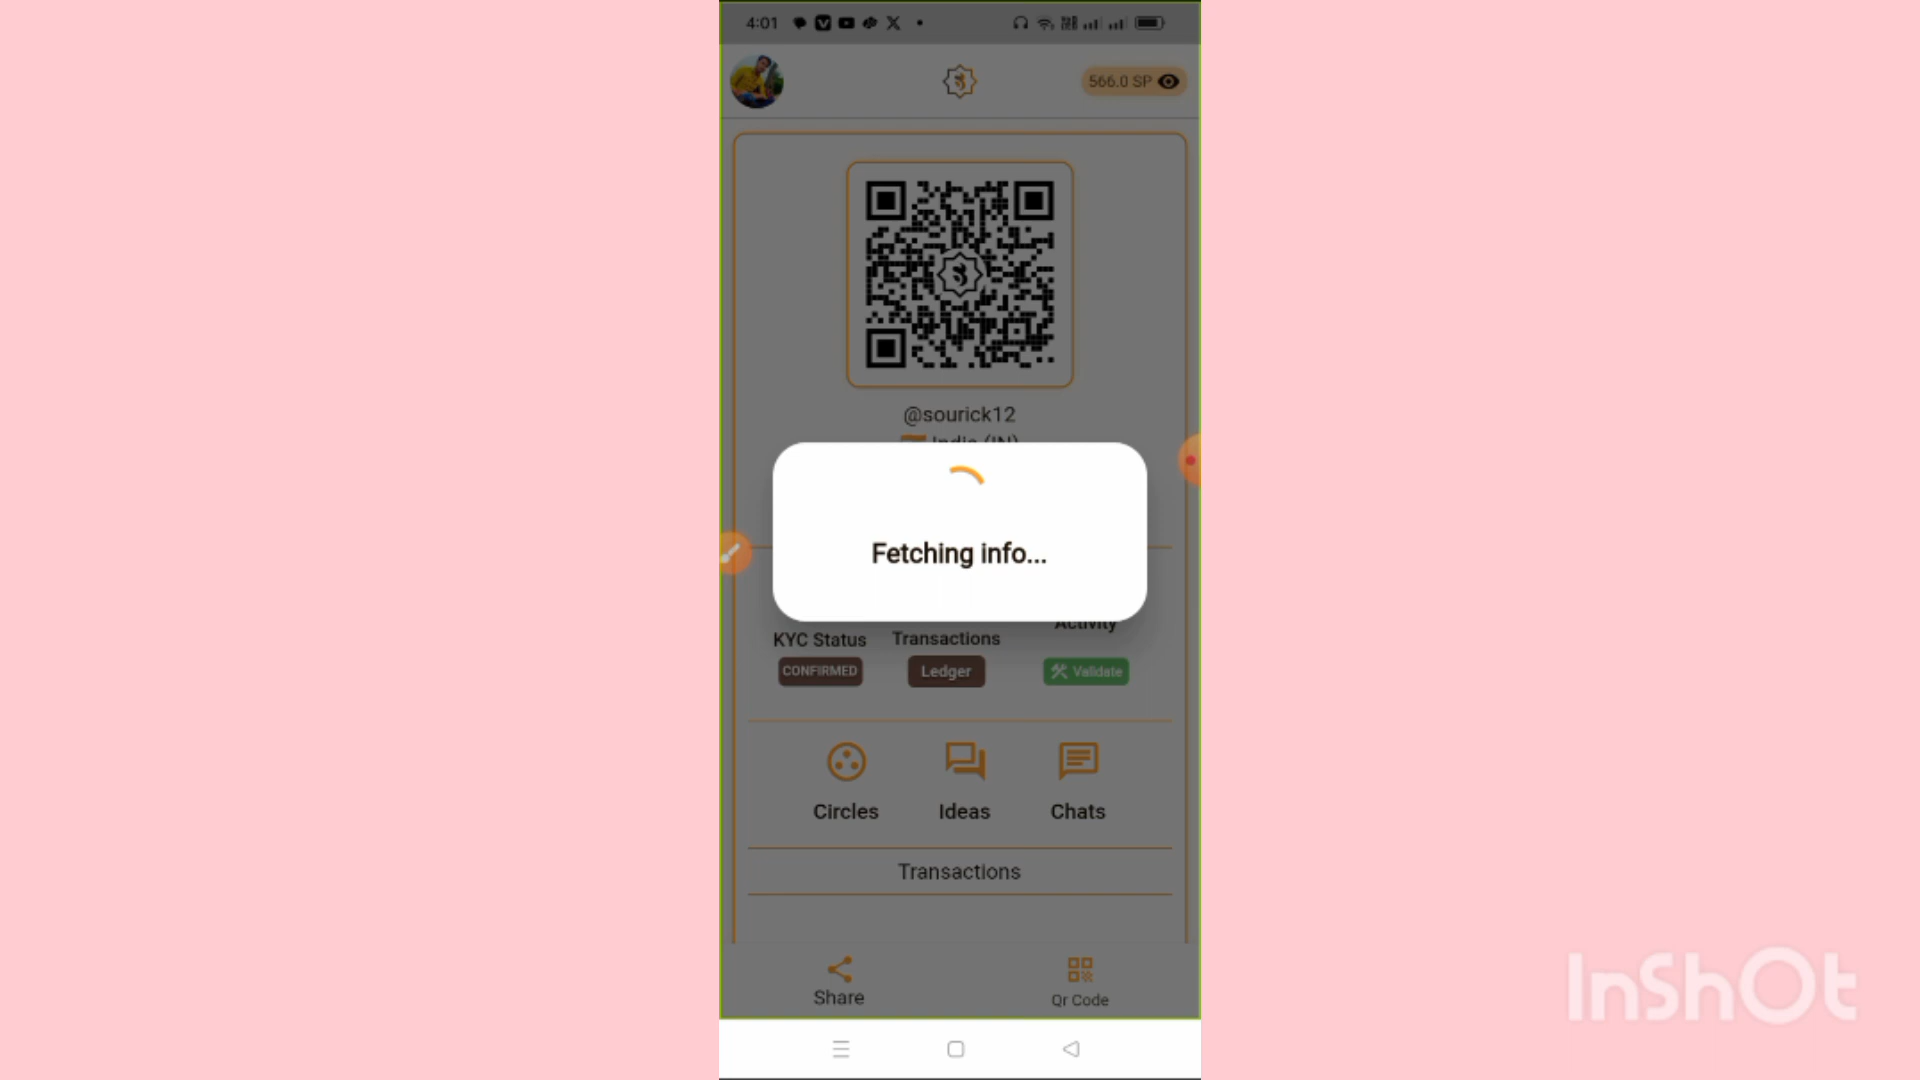 4:01
566.0 SP
@sourick12
India (IN)
Fetching info...
Activity
KYC Status
Transactions
CONFIRMED
Ledger
Validate
Circles
Ideas
Chats
Transactions
Share
Qr Code
InShOt